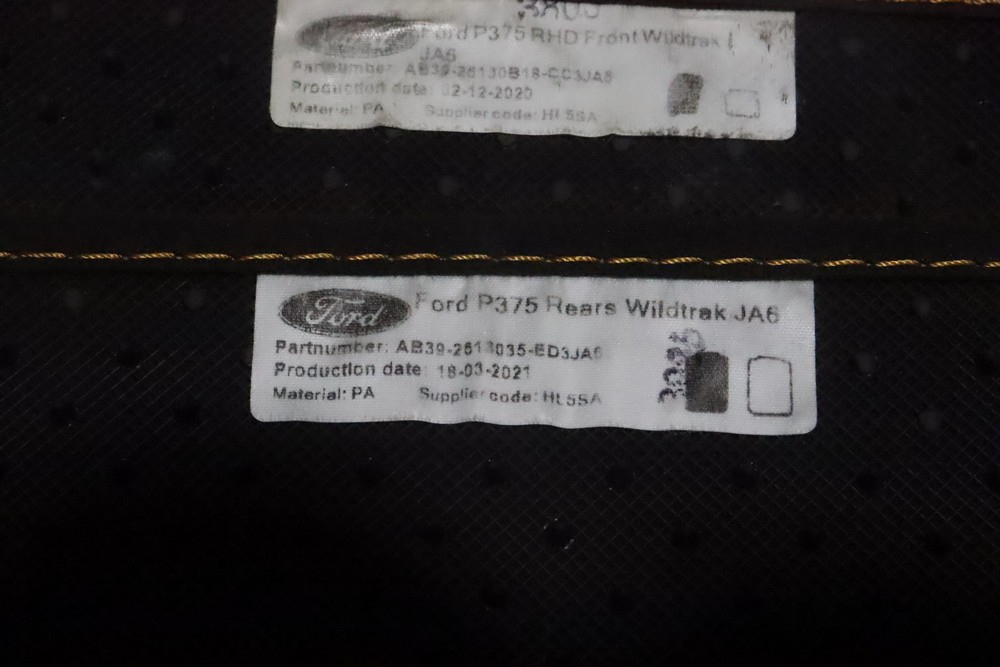 Ford P375 RHD Front Wildtrak
JA6
Partnumber: AB39-26130B18-CC3JA6
Production date: 02-12-2020
Material: PA Supplier code: HL5SA
Ford
Ford P375 Rears Wildtrak JA6
Partnumber: AB39-2613035-ED3JA6
Production date 18-03-2021
Material: PA Supplier code: HL5SA